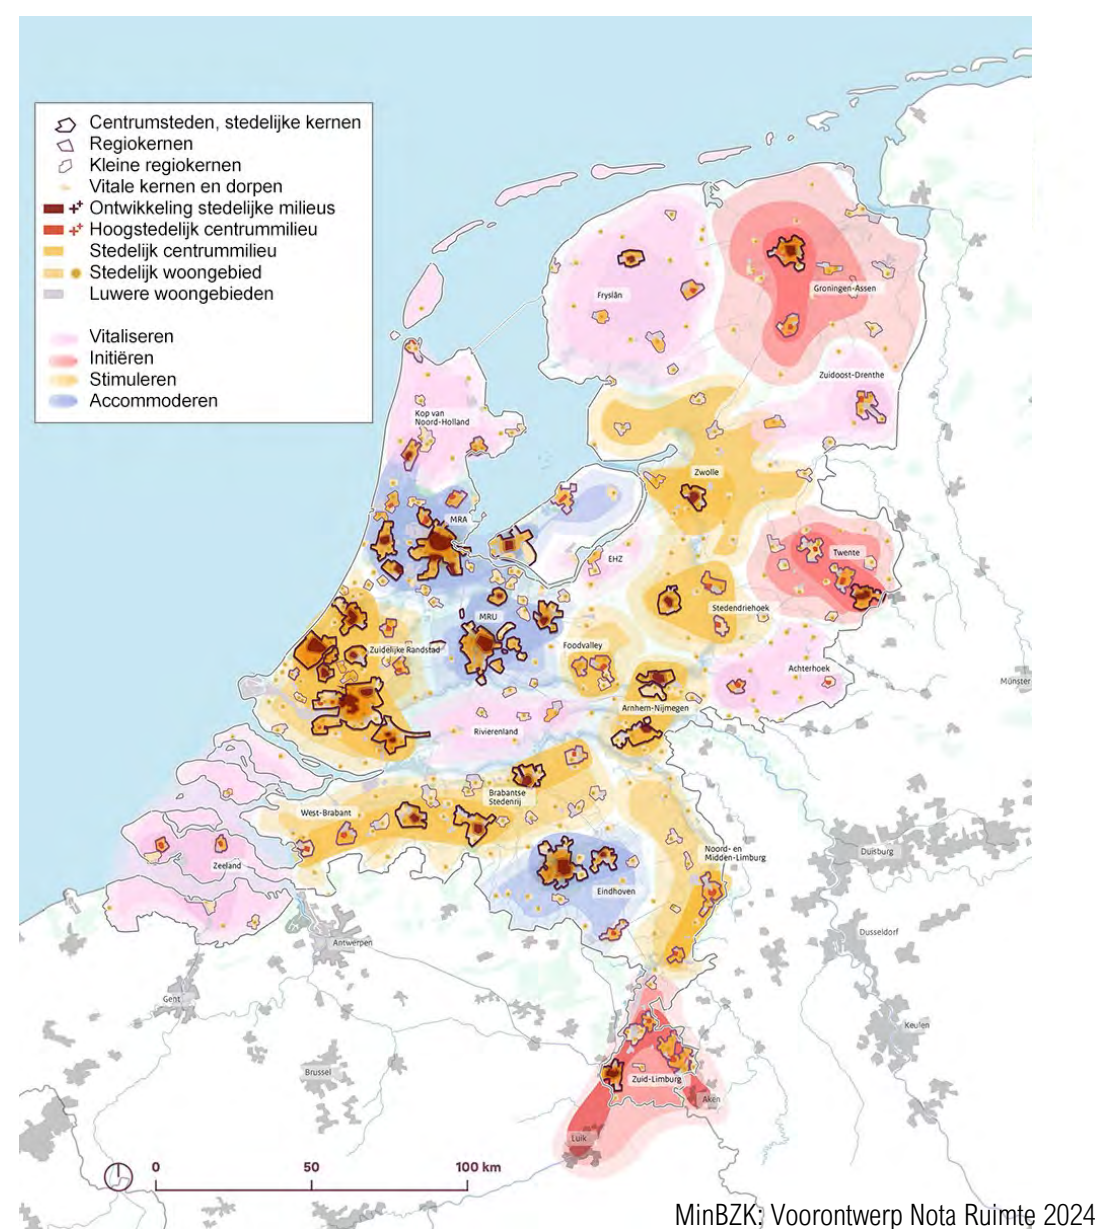 Centrumsteden, stedelijke kernen
Regiokernen
Kleine regiokernen
Vitale kernen en dorpen
Ontwikkeling stedelijke milieus
Hoogstedelijk centrummilieu
Stedelijk centrummilieu
Stedelijk woongebied
Luwere woongebieden
Vitaliseren
Initiëren
Stimuleren
Accommoderen
Fryslân
Groningen-Assen
Zuidoost-Drenthe
Kop van
Noord-Holland
Zwolle
MRA
EHZ
Twente
Stedendriehoek
MRU
Zuidelijke Randstad
Foodvalley
Achterhoek
Münster
Arnhem-Nijmegen
Rivierenland
Brabantse
Stedenrij
West-Brabant
Noord- en
Midden-Limburg
Duisburg
Zeeland
Eindhoven
Dusseldorf
Antwerpen
Gent
Keulen
Brussel
Zuid-Limburg
Aken
Luik
0 50 100 km
MinBZK: Voorontwerp Nota Ruimte 2024